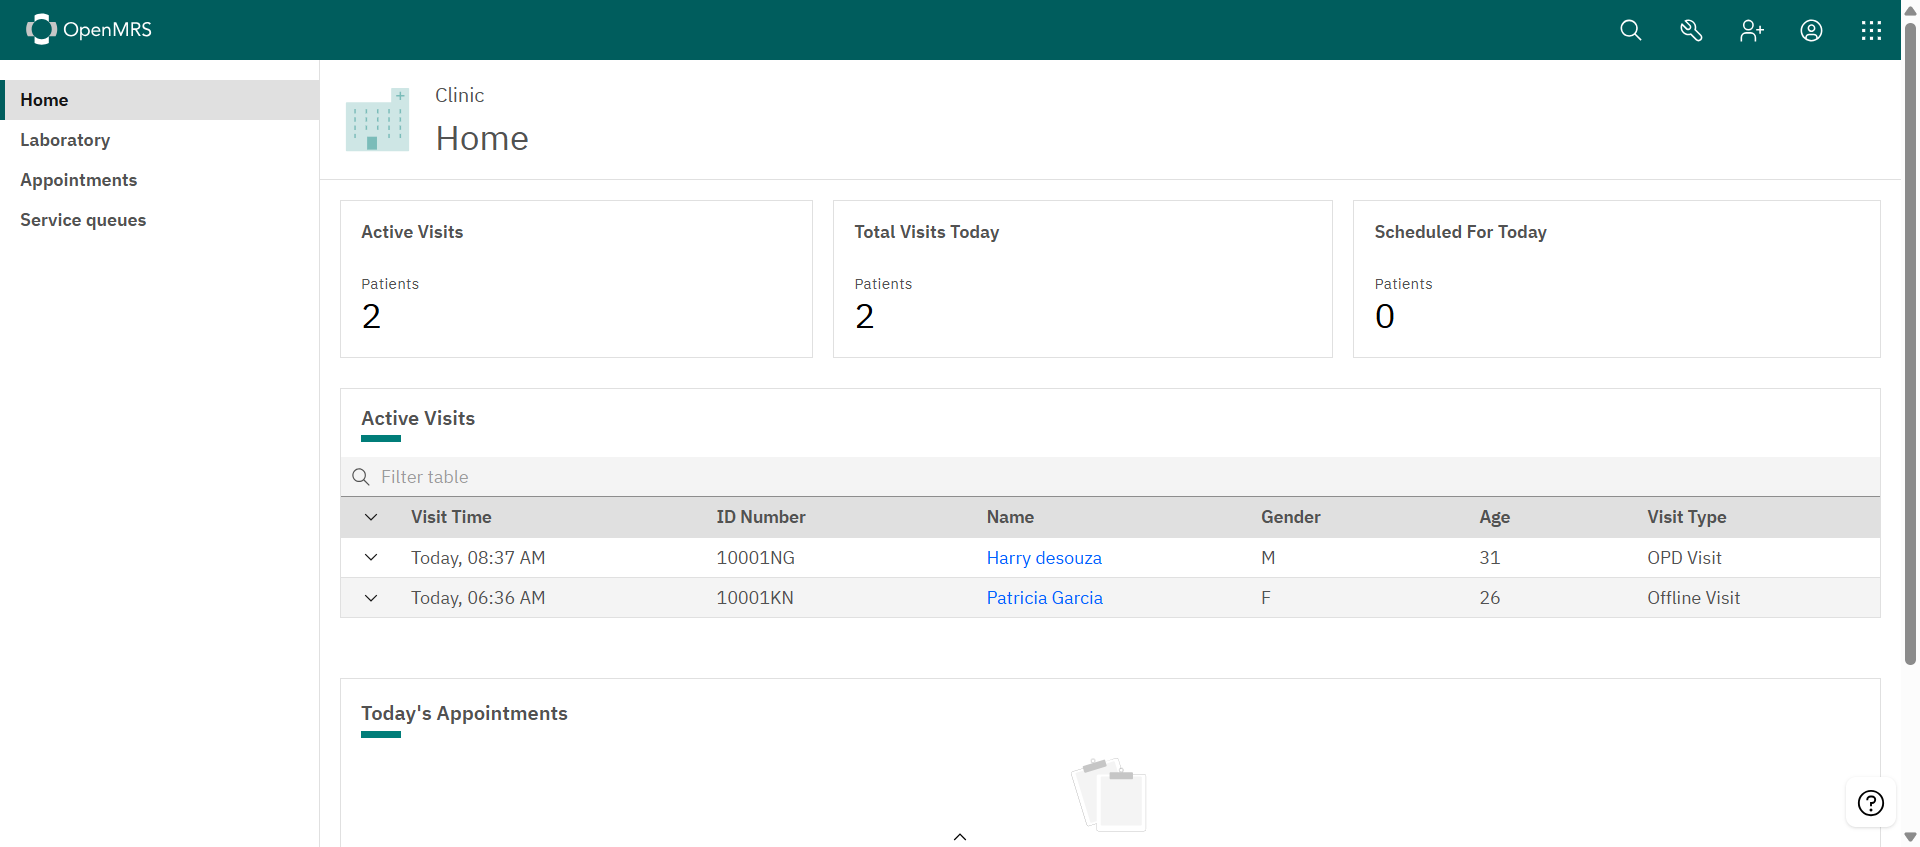 OpenMRS
Home
Laboratory
Appointments
Service queues
Clinic
Home
Active Visits
Patients
2
Total Visits Today
Patients
2
Scheduled For Today
Patients
0
Active Visits
Filter table
Visit Time ID Number Name Gender Age Visit Type
Today, 08:37 AM 10001NG Harry desouza M 31 OPD Visit
Today, 06:36 AM 10001KN Patricia Garcia F 26 Offline Visit
Today's Appointments